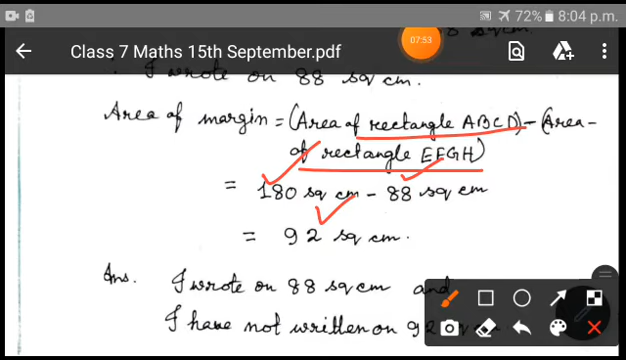 72% 8:04 p.m.
07:53
Class 7 Maths 15th September.pdf
I wrote on 88 sq cm.
Area of margin = (Area of rectangle ABCD) - (Area-
of rectangle EFGH)
= 180 sq cm - 88 sq cm
= 92 sq cm.
Ans. I wrote on 88 sq cm and
I have not written on 92